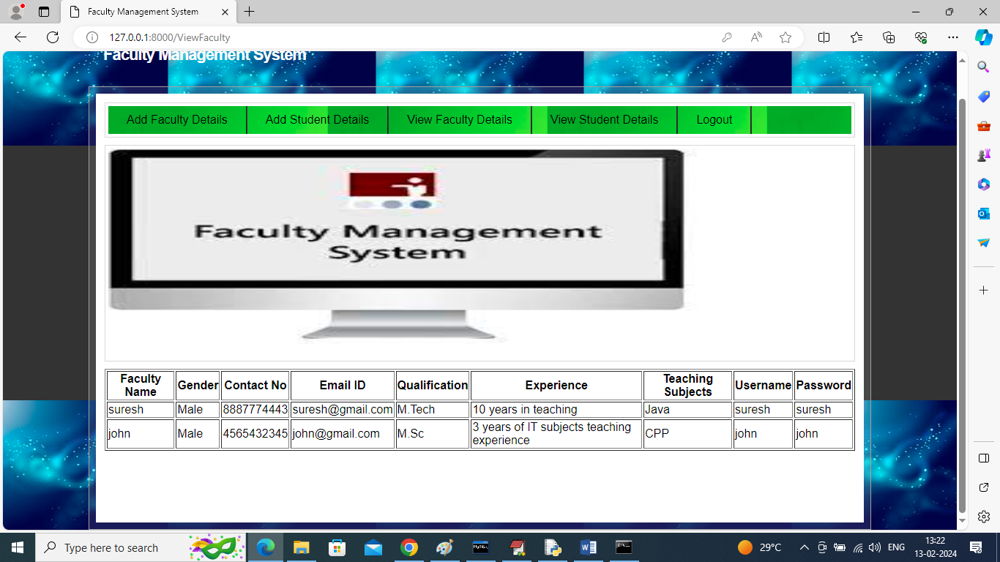 Faculty Management System
127.0.0.1:8000/ViewFaculty
Faculty Management System
Add Faculty Details Add Student Details View Faculty Details View Student Details Logout
Faculty Management
System
Faculty Name Gender Contact No Email ID Qualification Experience Teaching Subjects Username Password
suresh Male 8887774443 suresh@gmail.com M.Tech 10 years in teaching Java suresh suresh
john Male 4565432345 john@gmail.com M.Sc 3 years of IT subjects teaching experience CPP john john
Type here to search
29°C
ENG
13:22
13-02-2024